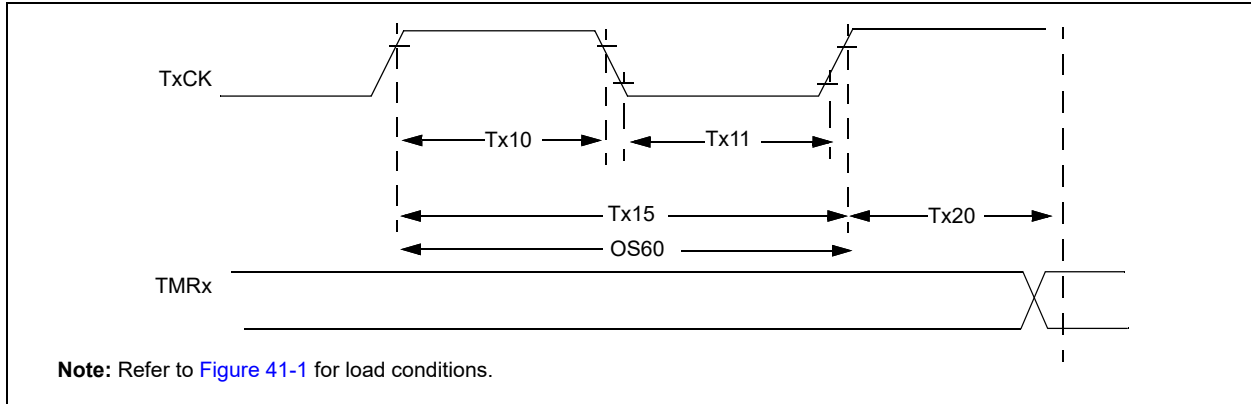 TxCK
Tx10
Tx11
Tx15
Tx20
OS60
TMRx
Note: Refer to Figure 41-1 for load conditions.